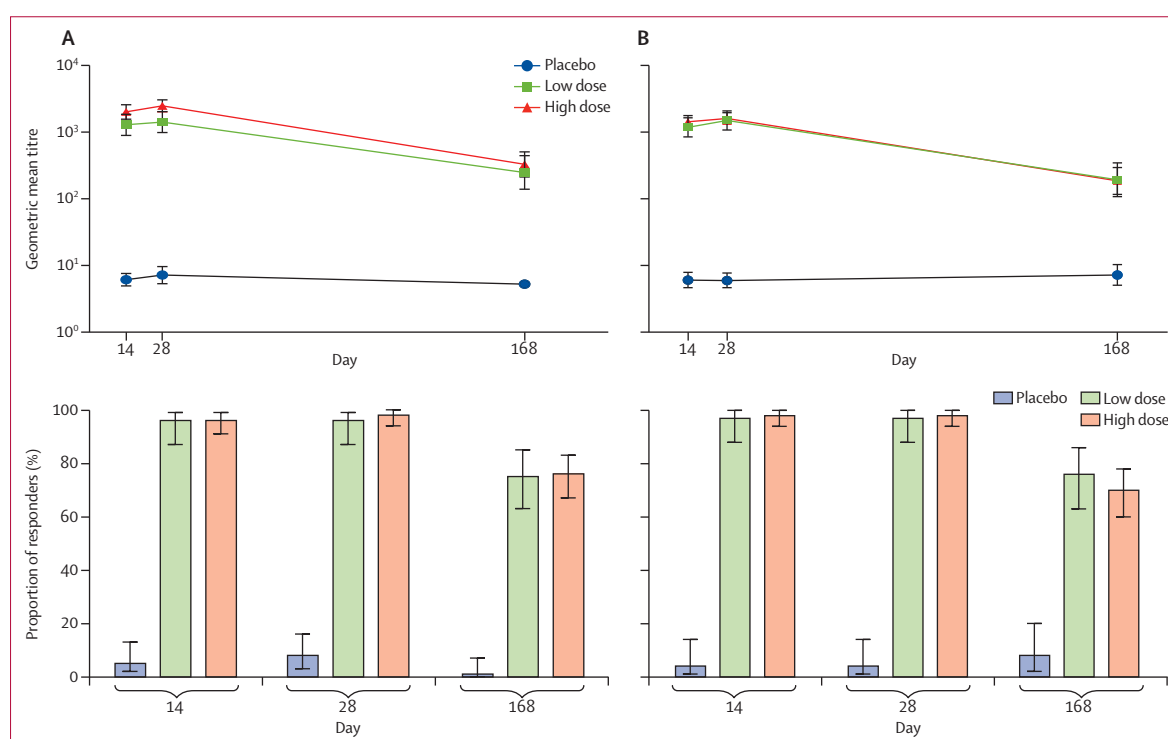 A
B
Placebo
Low dose
High dose
Geometric mean titre
10⁴
10³
10²
10¹
10⁰
14
28
168
Day
14
28
168
Day
Placebo
Low dose
High dose
Proportion of responders (%)
100
80
60
40
20
0
14
28
168
Day
14
28
168
Day